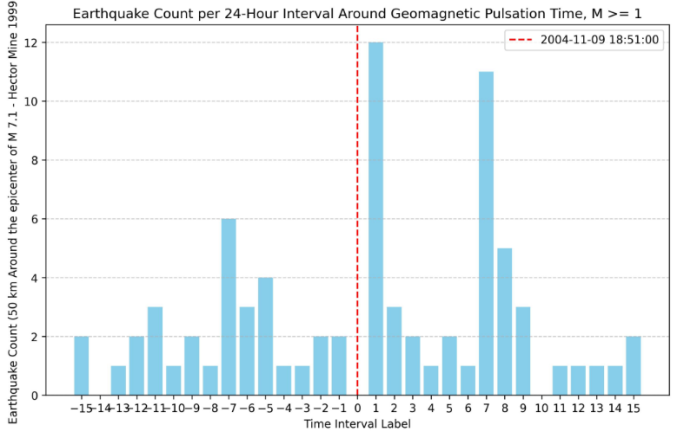 Earthquake Count per 24-Hour Interval Around Geomagnetic Pulsation Time, M >= 1
2004-11-09 18:51:00
Earthquake Count (50 km Around the epicenter of M 7.1 - Hector Mine 1999
12
10
8
6
4
2
0
−15 −14 −13 −12 −11 −10 −9 −8 −7 −6 −5 −4 −3 −2 −1 0 1 2 3 4 5 6 7 8 9 10 11 12 13 14 15
Time Interval Label